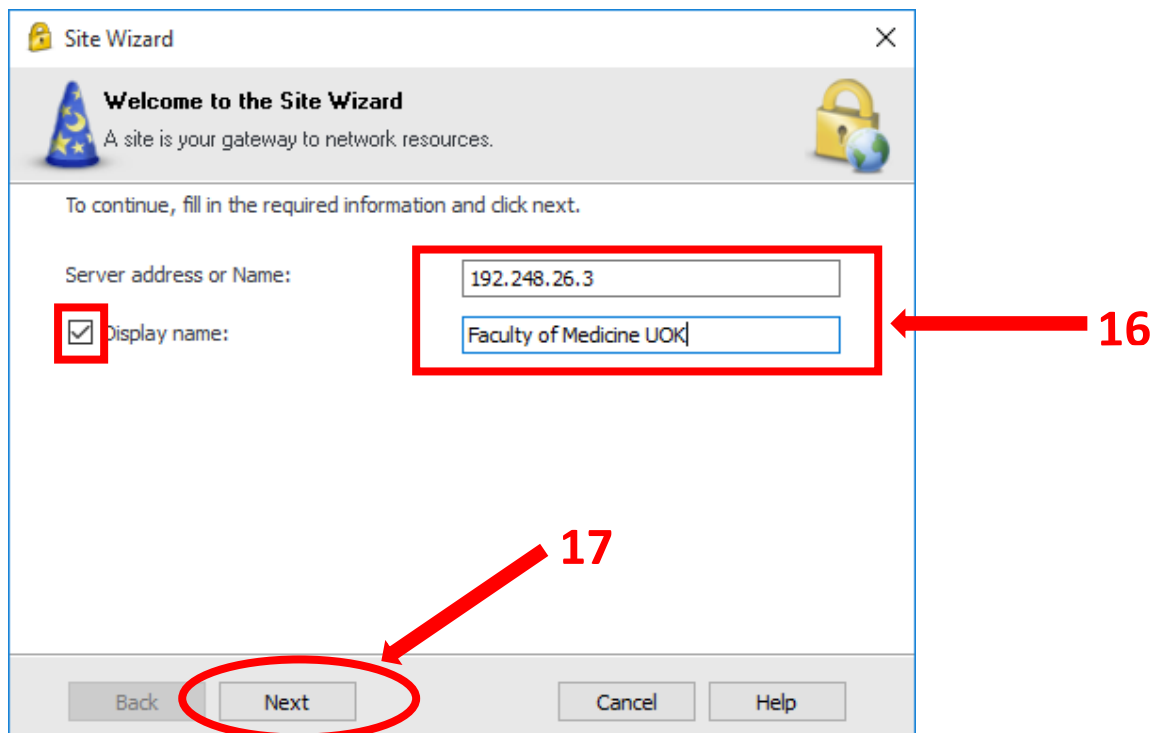 Site Wizard
Welcome to the Site Wizard
A site is your gateway to network resources.
To continue, fill in the required information and click next.
Server address or Name: 192.248.26.3
Display name: Faculty of Medicine UOK
16
17
Back Next Cancel Help